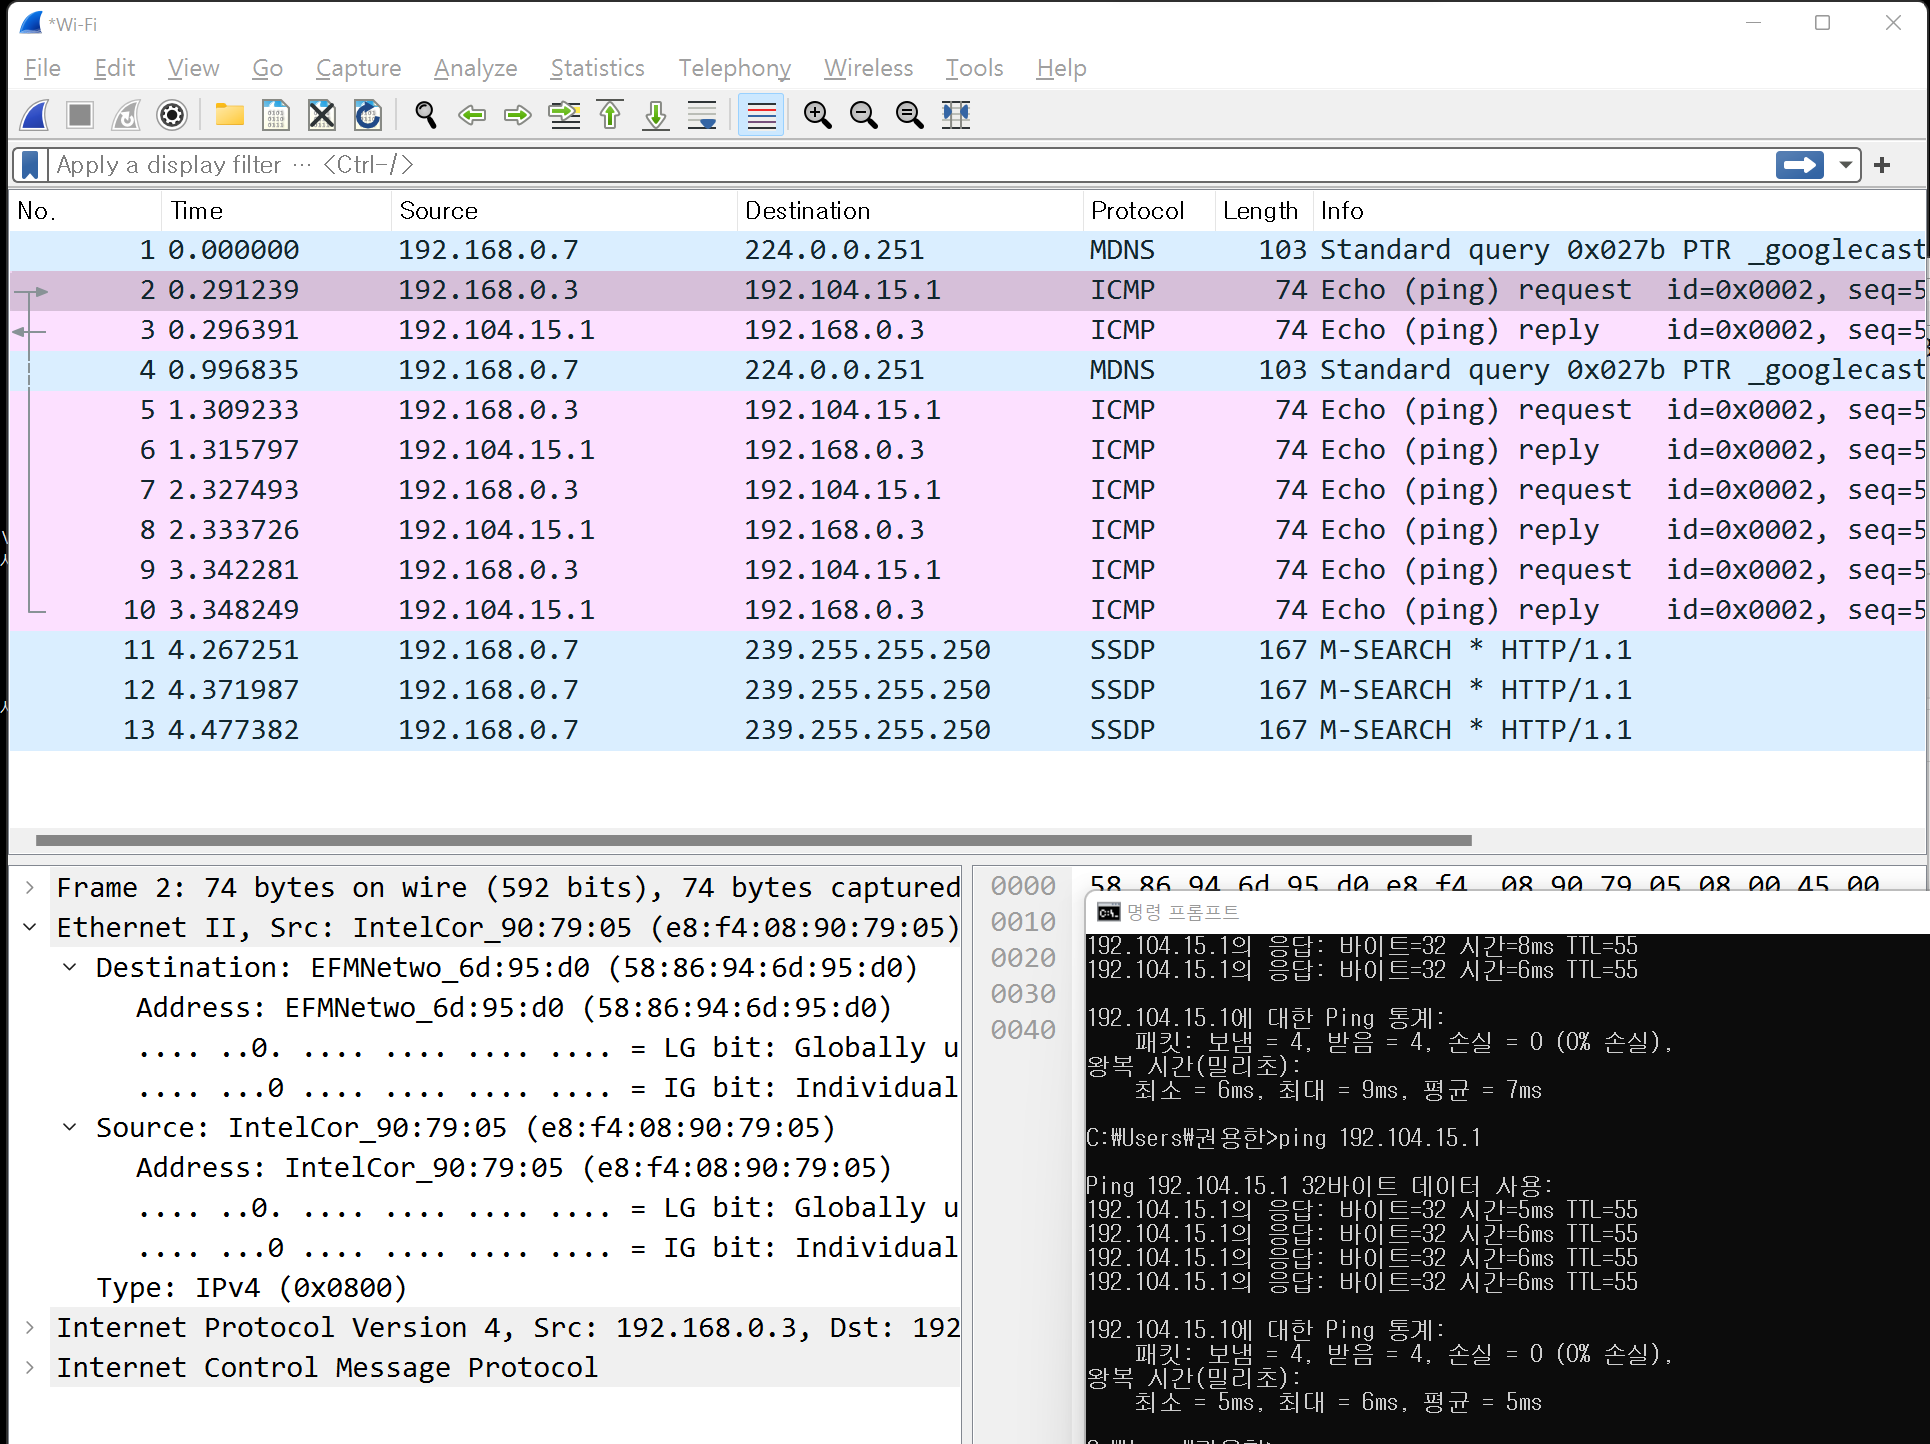 *Wi-Fi
File Edit View Go Capture Analyze Statistics Telephony Wireless Tools Help
Apply a display filter … <Ctrl-/>
No. Time Source Destination Protocol Length Info
1 0.000000 192.168.0.7 224.0.0.251 MDNS 103 Standard query 0x027b PTR _googlecast
2 0.291239 192.168.0.3 192.104.15.1 ICMP 74 Echo (ping) request id=0x0002, seq=5
3 0.296391 192.104.15.1 192.168.0.3 ICMP 74 Echo (ping) reply id=0x0002, seq=5
4 0.996835 192.168.0.7 224.0.0.251 MDNS 103 Standard query 0x027b PTR _googlecast
5 1.309233 192.168.0.3 192.104.15.1 ICMP 74 Echo (ping) request id=0x0002, seq=5
6 1.315797 192.104.15.1 192.168.0.3 ICMP 74 Echo (ping) reply id=0x0002, seq=5
7 2.327493 192.168.0.3 192.104.15.1 ICMP 74 Echo (ping) request id=0x0002, seq=5
8 2.333726 192.104.15.1 192.168.0.3 ICMP 74 Echo (ping) reply id=0x0002, seq=5
9 3.342281 192.168.0.3 192.104.15.1 ICMP 74 Echo (ping) request id=0x0002, seq=5
10 3.348249 192.104.15.1 192.168.0.3 ICMP 74 Echo (ping) reply id=0x0002, seq=5
11 4.267251 192.168.0.7 239.255.255.250 SSDP 167 M-SEARCH * HTTP/1.1
12 4.371987 192.168.0.7 239.255.255.250 SSDP 167 M-SEARCH * HTTP/1.1
13 4.477382 192.168.0.7 239.255.255.250 SSDP 167 M-SEARCH * HTTP/1.1
Frame 2: 74 bytes on wire (592 bits), 74 bytes captured
Ethernet II, Src: IntelCor_90:79:05 (e8:f4:08:90:79:05)
Destination: EFMNetwo_6d:95:d0 (58:86:94:6d:95:d0)
Address: EFMNetwo_6d:95:d0 (58:86:94:6d:95:d0)
.... ..0. .... .... .... .... = LG bit: Globally u
.... ...0 .... .... .... .... = IG bit: Individual
Source: IntelCor_90:79:05 (e8:f4:08:90:79:05)
Address: IntelCor_90:79:05 (e8:f4:08:90:79:05)
.... ..0. .... .... .... .... = LG bit: Globally u
.... ...0 .... .... .... .... = IG bit: Individual
Type: IPv4 (0x0800)
Internet Protocol Version 4, Src: 192.168.0.3, Dst: 192
Internet Control Message Protocol
0000 58 86 94 6d 95 d0 e8 f4 08 90 79 05 08 00 45 00
0010
0020
0030
0040
명령 프롬프트
192.104.15.1의 응답: 바이트=32 시간=8ms TTL=55
192.104.15.1의 응답: 바이트=32 시간=6ms TTL=55
192.104.15.1에 대한 Ping 통계:
패킷: 보냄 = 4, 받음 = 4, 손실 = 0 (0% 손실),
왕복 시간(밀리초):
최소 = 6ms, 최대 = 9ms, 평균 = 7ms
C:₩Users₩권용한>ping 192.104.15.1
Ping 192.104.15.1 32바이트 데이터 사용:
192.104.15.1의 응답: 바이트=32 시간=5ms TTL=55
192.104.15.1의 응답: 바이트=32 시간=6ms TTL=55
192.104.15.1의 응답: 바이트=32 시간=6ms TTL=55
192.104.15.1의 응답: 바이트=32 시간=6ms TTL=55
192.104.15.1에 대한 Ping 통계:
패킷: 보냄 = 4, 받음 = 4, 손실 = 0 (0% 손실),
왕복 시간(밀리초):
최소 = 5ms, 최대 = 6ms, 평균 = 5ms